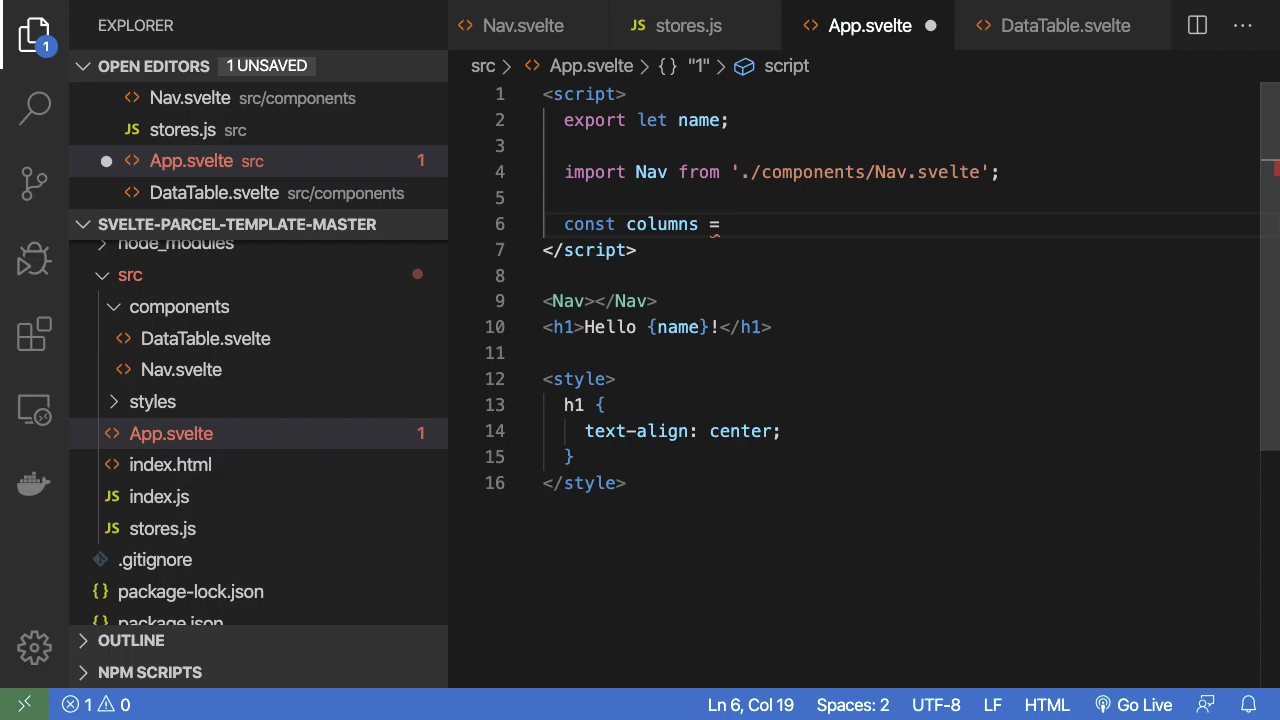 EXPLORER
1
OPEN EDITORS 1 UNSAVED
Nav.svelte src/components
JS stores.js src
App.svelte src 1
DataTable.svelte src/components
SVELTE-PARCEL-TEMPLATE-MASTER
node_modules
src
components
DataTable.svelte
Nav.svelte
styles
App.svelte 1
index.html
JS index.js
JS stores.js
.gitignore
{} package-lock.json
{} package.json
OUTLINE
NPM SCRIPTS
Nav.svelte JS stores.js App.svelte DataTable.svelte
src > App.svelte > {} "1" > script
1 <script>
2 export let name;
3
4 import Nav from './components/Nav.svelte';
5
6 const columns =
7 </script>
8
9 <Nav></Nav>
10 <h1>Hello {name}!</h1>
11
12 <style>
13 h1 {
14 text-align: center;
15 }
16 </style>
1 0 Ln 6, Col 19 Spaces: 2 UTF-8 LF HTML Go Live